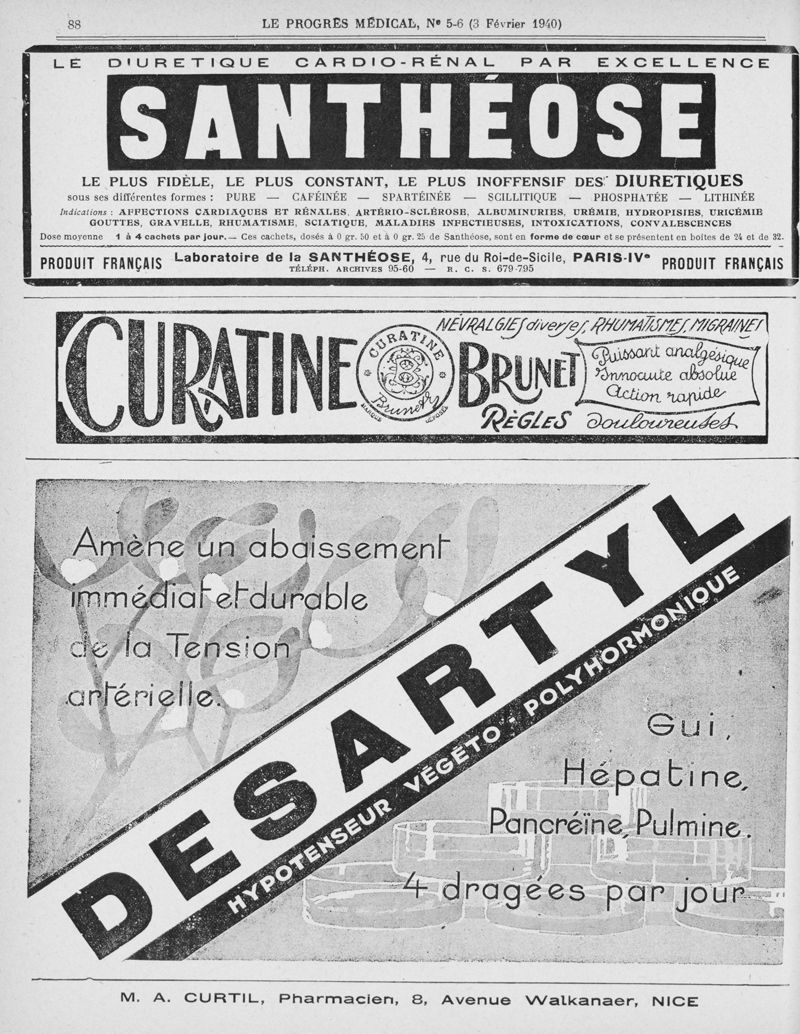 88
LE PROGRÈS MÉDICAL, Nº 5-6 (3 Février 1940)
LE DIURETIQUE CARDIO-RÉNAL PAR EXCELLENCE
SANTHÉOSE
LE PLUS FIDÈLE, LE PLUS CONSTANT, LE PLUS INOFFENSIF DES DIURETIQUES
sous ses différentes formes : PURE — CAFÉINÉE — SPARTÉINÉE — SCILLITIQUE — PHOSPHATÉE — LITHINÉE
Indications : AFFECTIONS CARDIAQUES ET RÉNALES, ARTÉRIO-SCLÉROSE, ALBUMINURIES, URÉMIE, HYDROPISIES, URICÉMIE
GOUTTES, GRAVELLE, RHUMATISME, SCIATIQUE, MALADIES INFECTIEUSES, INTOXICATIONS, CONVALESCENCES
Dose moyenne 1 à 4 cachets par jour. — Ces cachets, dosés à 0 gr. 50 et à 0 gr. 25 de Santhéose, sont en forme de cœur et se présentent en boîtes de 24 et de 32.
PRODUIT FRANÇAIS
Laboratoire de la SANTHÉOSE, 4, rue du Roi-de-Sicile, PARIS-IVe
TÉLÉPH. ARCHIVES 95-60 — R. C. S. 679-795
PRODUIT FRANÇAIS
CURATINE
CURATINE
Brunet
MARQUE DÉPOSÉE
BRUNET
NÉVRALGIES diverses, RHUMATISMES, MIGRAINES
Puissant analgésique
Innocuité absolue
Action rapide
RÈGLES douloureuses
Amène un abaissement
immédiat et durable
de la Tension
artérielle.
DESARTYL
HYPOTENSEUR VÉGÉTO-POLYHORMONIQUE
Gui,
Hépatine,
Pancréïne, Pulmine.
4 dragées par jour
M. A. CURTIL, Pharmacien, 8, Avenue Walkanaer, NICE